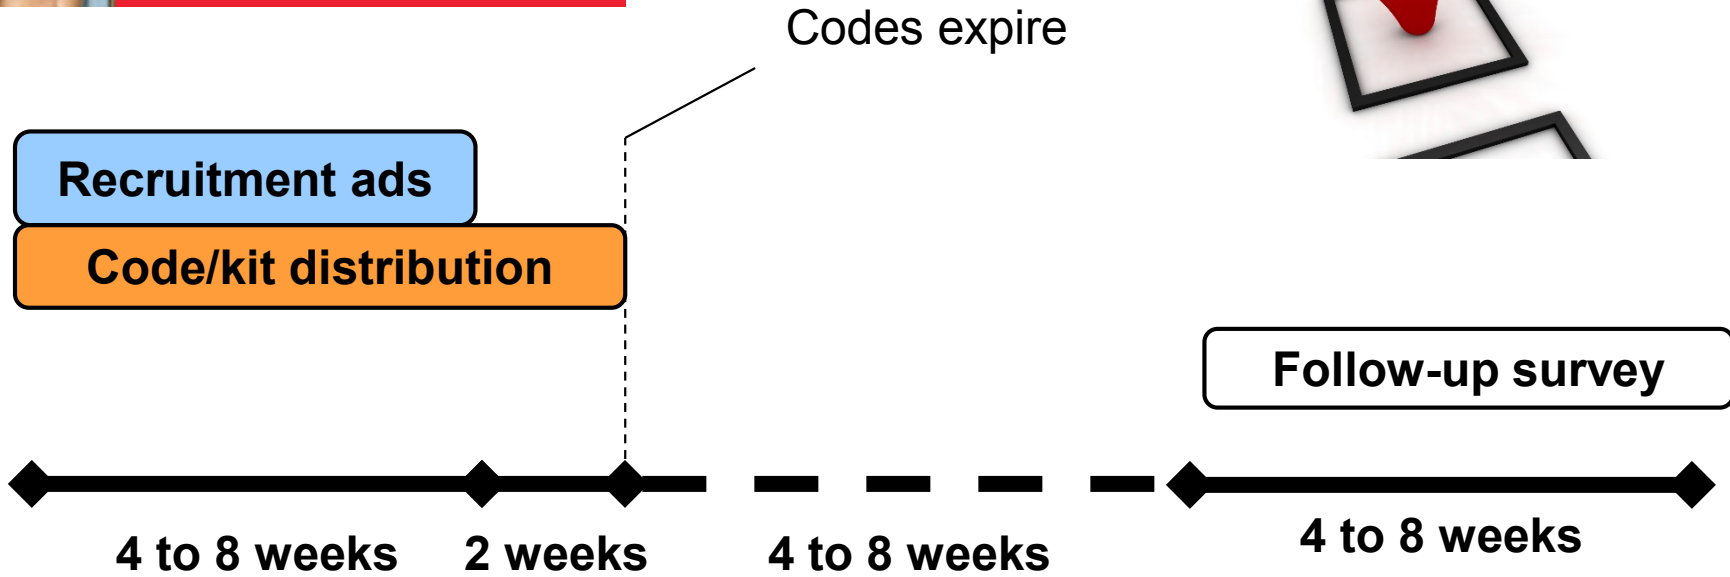 Codes expire
Recruitment ads
Code/kit distribution
Follow-up survey
4 to 8 weeks
2 weeks
4 to 8 weeks
4 to 8 weeks